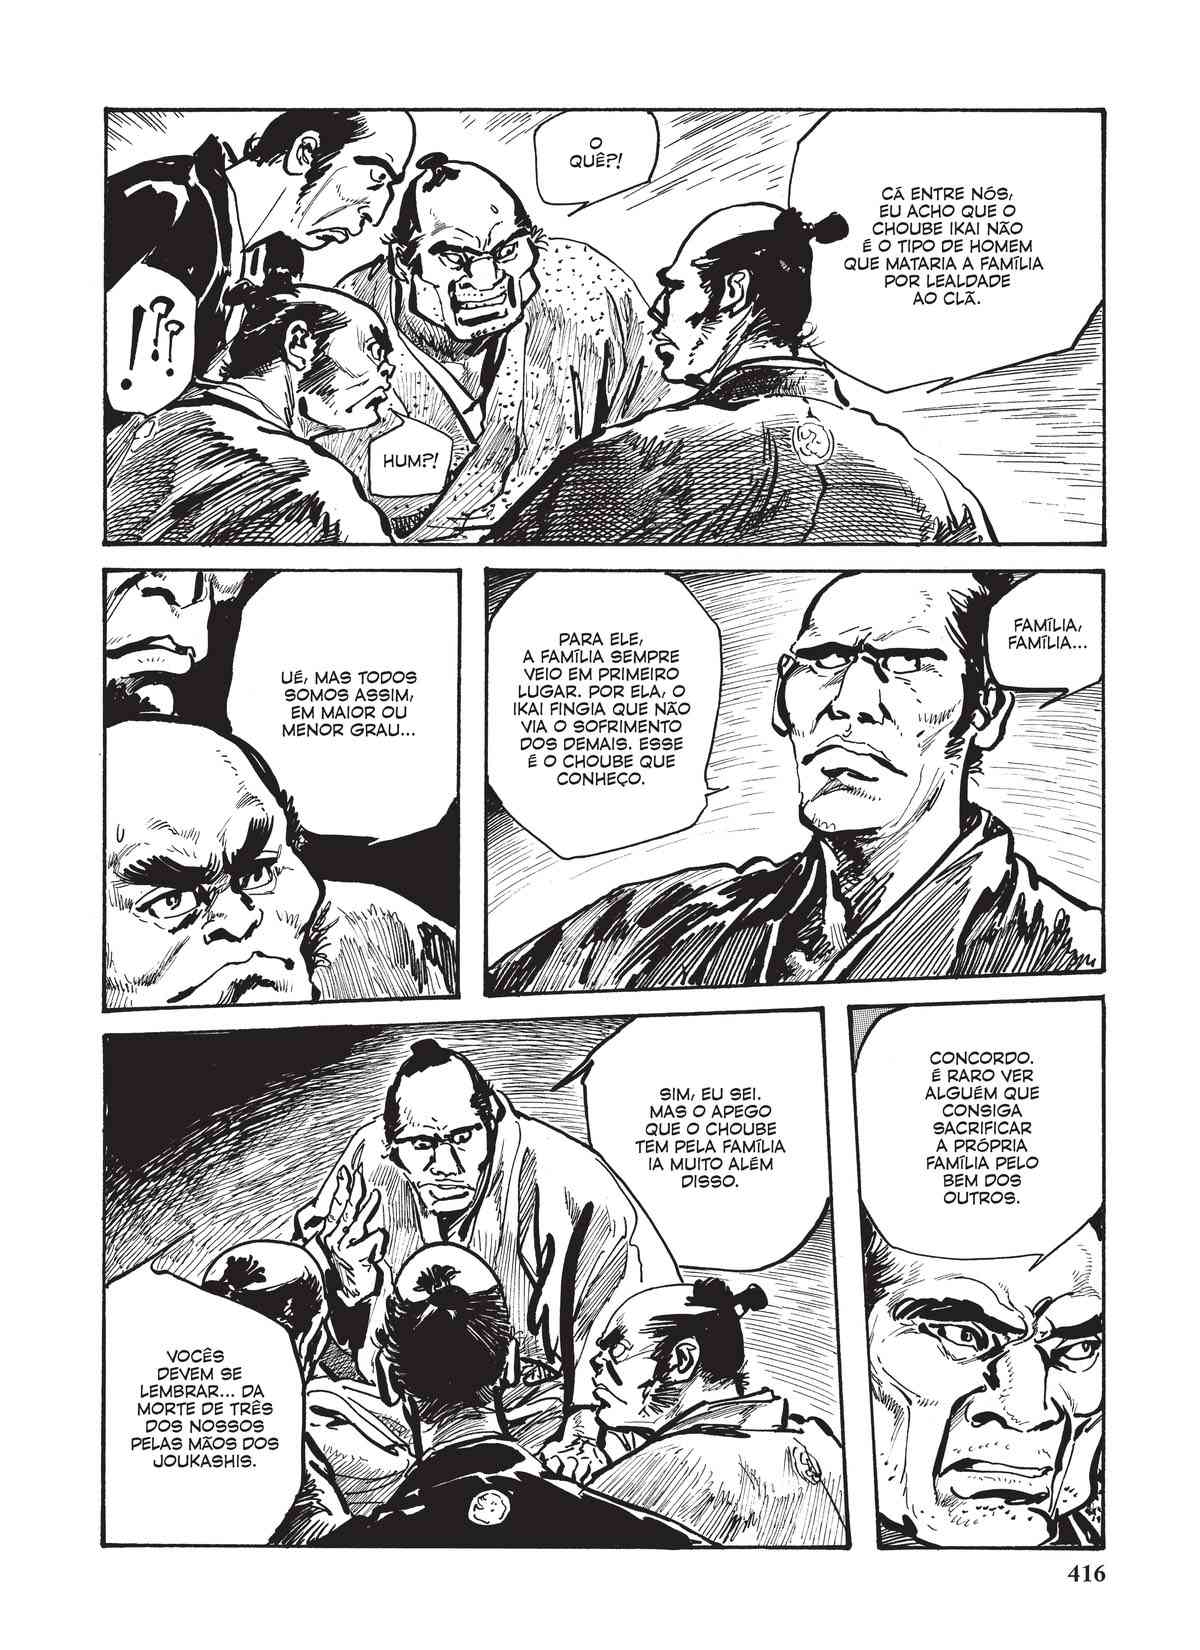 CÁ ENTRE NÓS,
EU ACHO QUE O
CHOUBE IKAI NÃO
É O TIPO DE HOMEM
QUE MATARIA A FAMÍLIA
POR LEALDADE
AO CLÃ.
O
QUÊ?!
HUM?!
!??
FAMÍLIA,
FAMÍLIA...
PARA ELE,
A FAMÍLIA SEMPRE
VEIO EM PRIMEIRO
LUGAR. POR ELA, O
IKAI FINGIA QUE NÃO
VIA O SOFRIMENTO
DOS DEMAIS. ESSE
É O CHOUBE QUE
CONHEÇO.
UÉ, MAS TODOS
SOMOS ASSIM,
EM MAIOR OU
MENOR GRAU...
CONCORDO.
É RARO VER
ALGUÉM QUE
CONSIGA
SACRIFICAR
A PRÓPRIA
FAMÍLIA PELO
BEM DOS
OUTROS.
SIM, EU SEI.
MAS O APEGO
QUE O CHOUBE
TEM PELA FAMÍLIA
IA MUITO ALÉM
DISSO.
VOCÊS
DEVEM SE
LEMBRAR... DA
MORTE DE TRÊS
DOS NOSSOS
PELAS MÃOS DOS
JOUKASHIS.
416